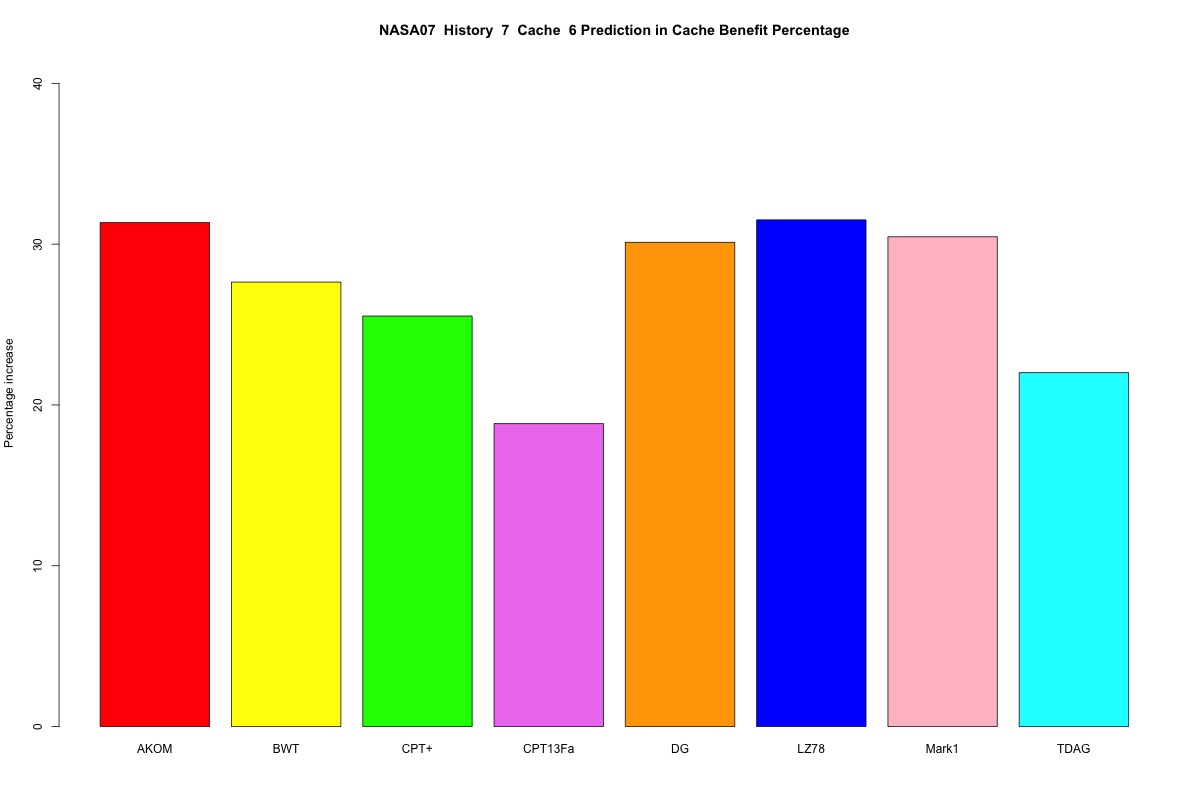 NASA07  History  7  Cache  6 Prediction in Cache Benefit Percentage
Percentage increase
40
30
20
10
0
AKOM BWT CPT+ CPT13Fa DG LZ78 Mark1 TDAG